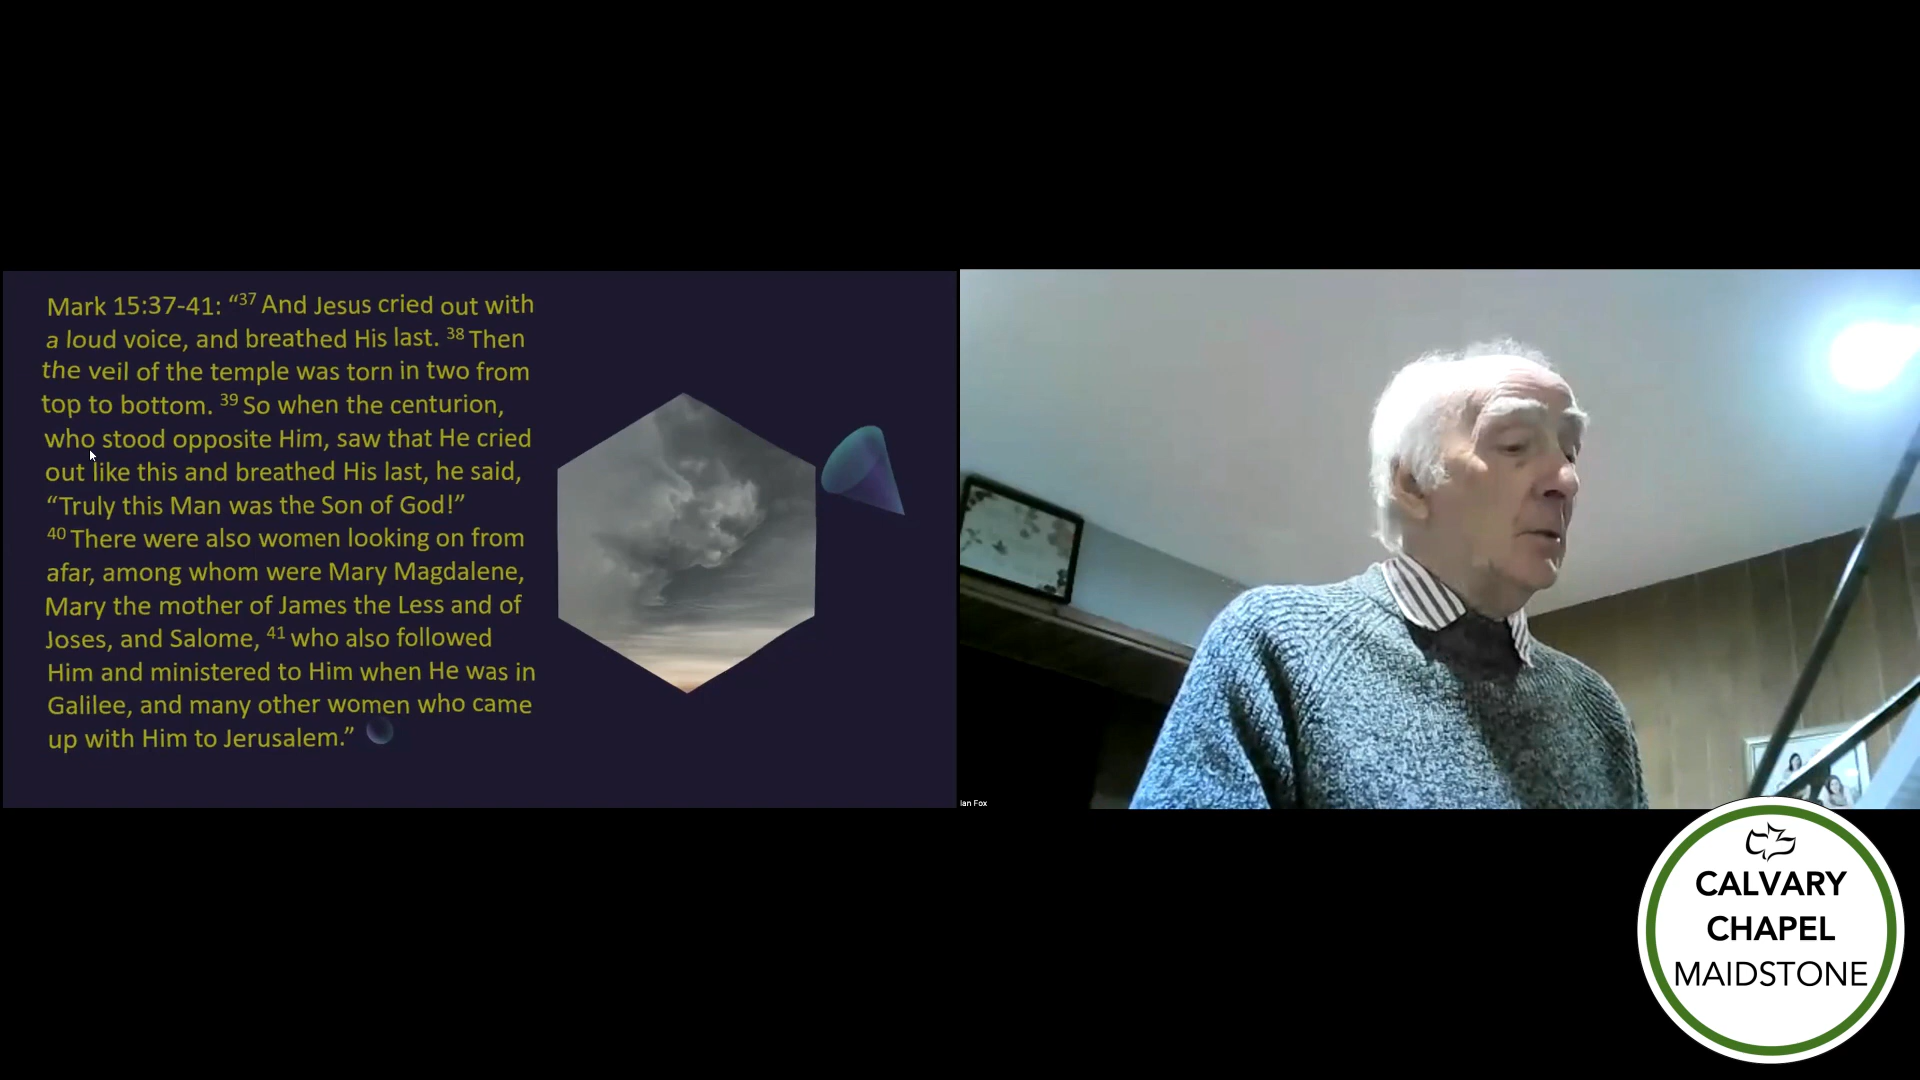 Mark 15:37-41: “37 And Jesus cried out with
a loud voice, and breathed His last. 38 Then
the veil of the temple was torn in two from
top to bottom. 39 So when the centurion,
who stood opposite Him, saw that He cried
out like this and breathed His last, he said,
“Truly this Man was the Son of God!”
40 There were also women looking on from
afar, among whom were Mary Magdalene,
Mary the mother of James the Less and of
Joses, and Salome, 41 who also followed
Him and ministered to Him when He was in
Galilee, and many other women who came
up with Him to Jerusalem.”
Ian Fox
CALVARY
CHAPEL
MAIDSTONE